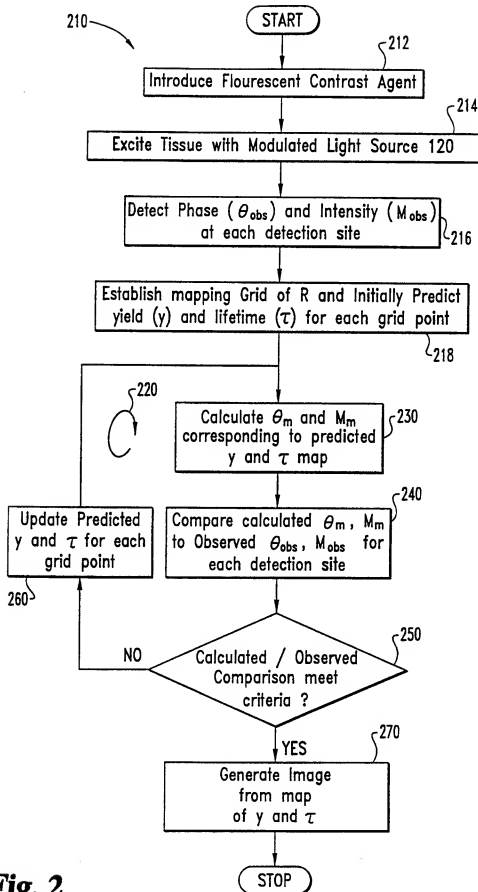 210
START
212
Introduce Flourescent Contrast Agent
214
Excite Tissue with Modulated Light Source 120
Detect Phase (θobs) and Intensity (Mobs)
at each detection site
216
Establish mapping Grid of R and Initially Predict
yield (y) and lifetime (τ) for each grid point
218
220
Calculate θm and Mm
corresponding to predicted
y and τ map
230
240
Compare calculated θm, Mm
to Observed θobs, Mobs for
each detection site
Update Predicted
y and τ for each
grid point
260
250
NO
Calculated / Observed
Comparison meet
criteria ?
YES
270
Generate Image
from map
of y and τ
STOP
Fig. 2